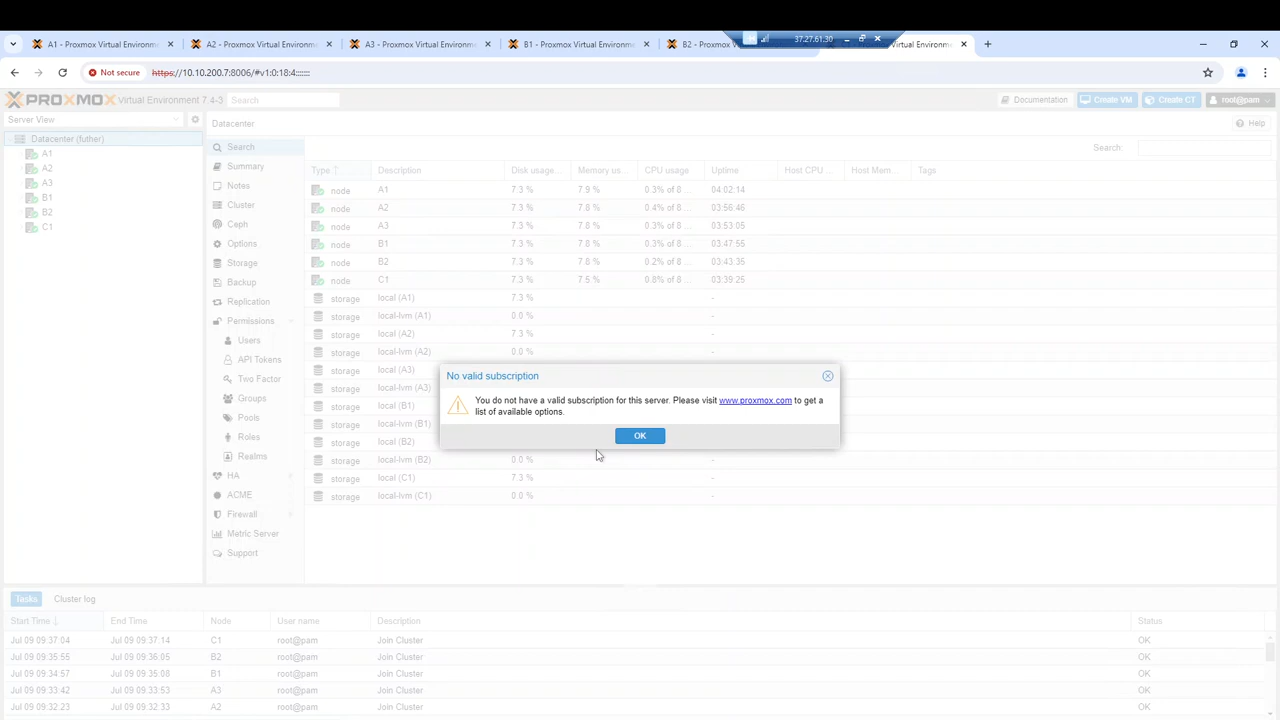 A1 - Proxmox Virtual Environm
A2 - Proxmox Virtual Environm
A3 - Proxmox Virtual Environme
B1 - Proxmox Virtual Environme
B2 - Proxmox Virtual
37.27.61.30
Environme
Not secure
https://10.10.200.7:8006/#v1:0:18:4:::::::
PROXMOX Virtual Environment 7.4-3
Search
Documentation
Create VM
Create CT
root@pam
Server View
Datacenter
Help
Datacenter (futher)
A1
A2
A3
B1
B2
C1
Search
Summary
Notes
Cluster
Ceph
Options
Storage
Backup
Replication
Permissions
Users
API Tokens
Two Factor
Groups
Pools
Roles
Realms
HA
ACME
Firewall
Metric Server
Support
Search:
Type Description Disk usage... Memory us... CPU usage Uptime Host CPU ... Host Mem... Tags
node A1 7.3 % 7.9 % 0.3% of 8 ... 04:02:14
node A2 7.3 % 7.8 % 0.4% of 8 ... 03:56:46
node A3 7.3 % 7.8 % 0.3% of 8 ... 03:53:05
node B1 7.3 % 7.8 % 0.3% of 8 ... 03:47:55
node B2 7.3 % 7.8 % 0.2% of 8 ... 03:43:35
node C1 7.3 % 7.5 % 0.8% of 8 ... 03:39:25
storage local (A1) 7.3 % -
storage local-lvm (A1) 0.0 % -
storage local (A2) 7.3 % -
storage local-lvm (A2) 0.0 % -
storage local (A3)
storage local-lvm (A3)
storage local (B1)
storage local-lvm (B1)
storage local (B2)
storage local-lvm (B2) 0.0 % -
storage local (C1) 7.3 % -
storage local-lvm (C1) 0.0 % -
No valid subscription
You do not have a valid subscription for this server. Please visit www.proxmox.com to get a
list of available options.
OK
Tasks Cluster log
Start Time End Time Node User name Description Status
Jul 09 09:37:04 Jul 09 09:37:14 C1 root@pam Join Cluster OK
Jul 09 09:35:55 Jul 09 09:36:05 B2 root@pam Join Cluster OK
Jul 09 09:34:57 Jul 09 09:35:08 B1 root@pam Join Cluster OK
Jul 09 09:33:42 Jul 09 09:33:53 A3 root@pam Join Cluster OK
Jul 09 09:32:23 Jul 09 09:32:33 A2 root@pam Join Cluster OK